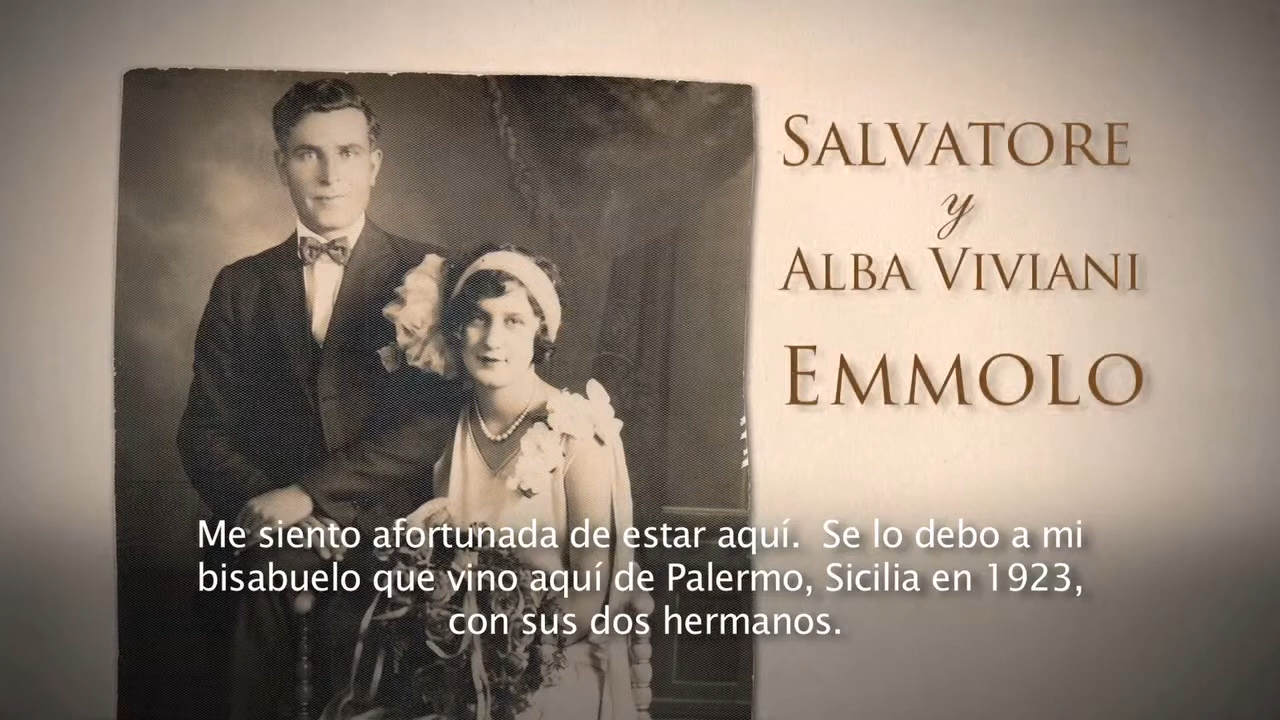 SALVATORE
y
ALBA VIVIANI
EMMOLO
Me siento afortunada de estar aquí.  Se lo debo a mi
bisabuelo que vino aquí de Palermo, Sicilia en 1923,
con sus dos hermanos.